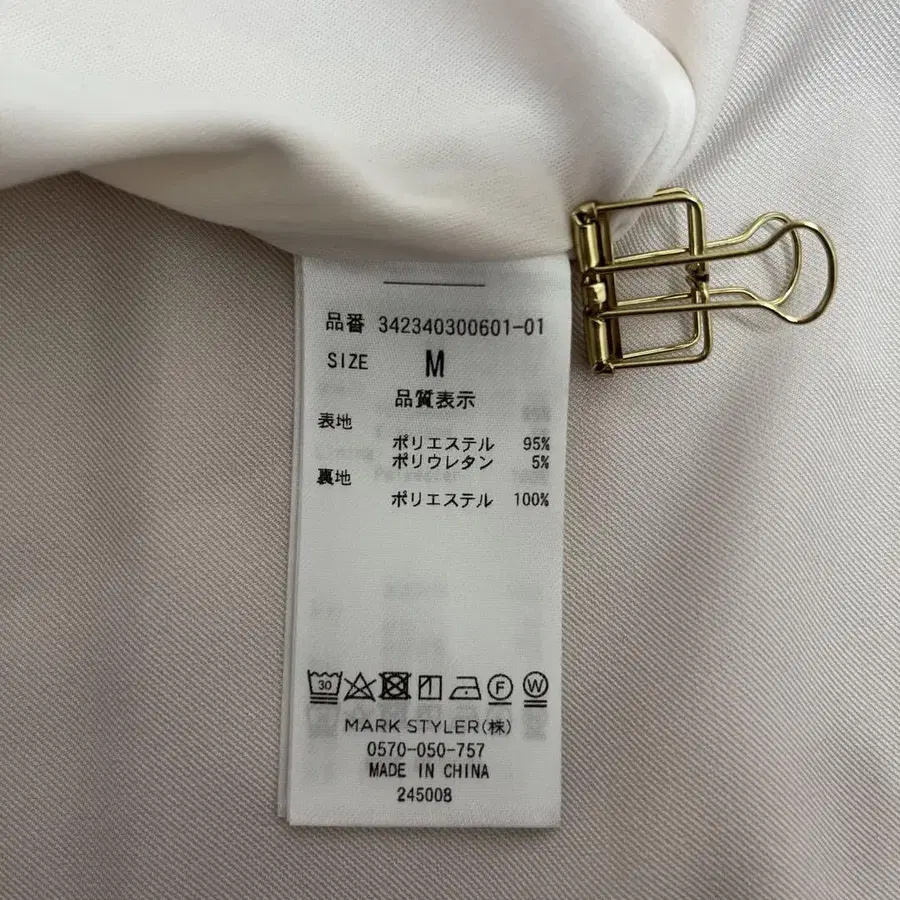 品番 342340300601-01
SIZE M
品質表示
表地
ポリエステル 95%
ポリウレタン 5%
裏地
ポリエステル 100%
30 F W
MARK STYLER(株)
0570-050-757
MADE IN CHINA
245008